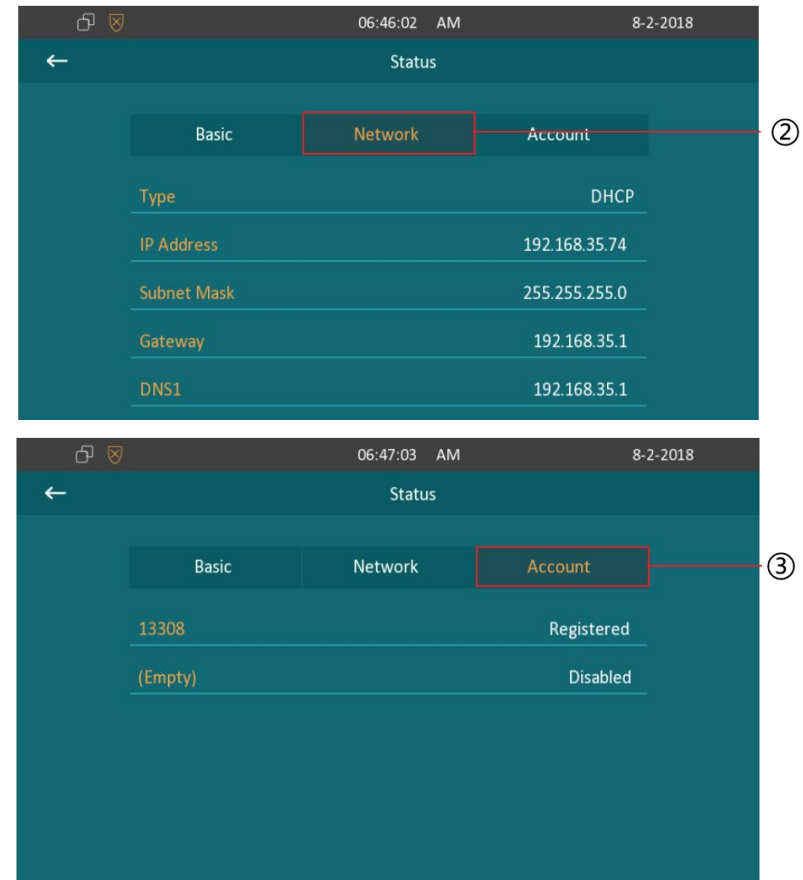 06:46:02 AM 8-2-2018
Status
Basic Network Account ②
Type DHCP
IP Address 192.168.35.74
Subnet Mask 255.255.255.0
Gateway 192.168.35.1
DNS1 192.168.35.1
06:47:03 AM 8-2-2018
Status
Basic Network Account ③
13308 Registered
(Empty) Disabled